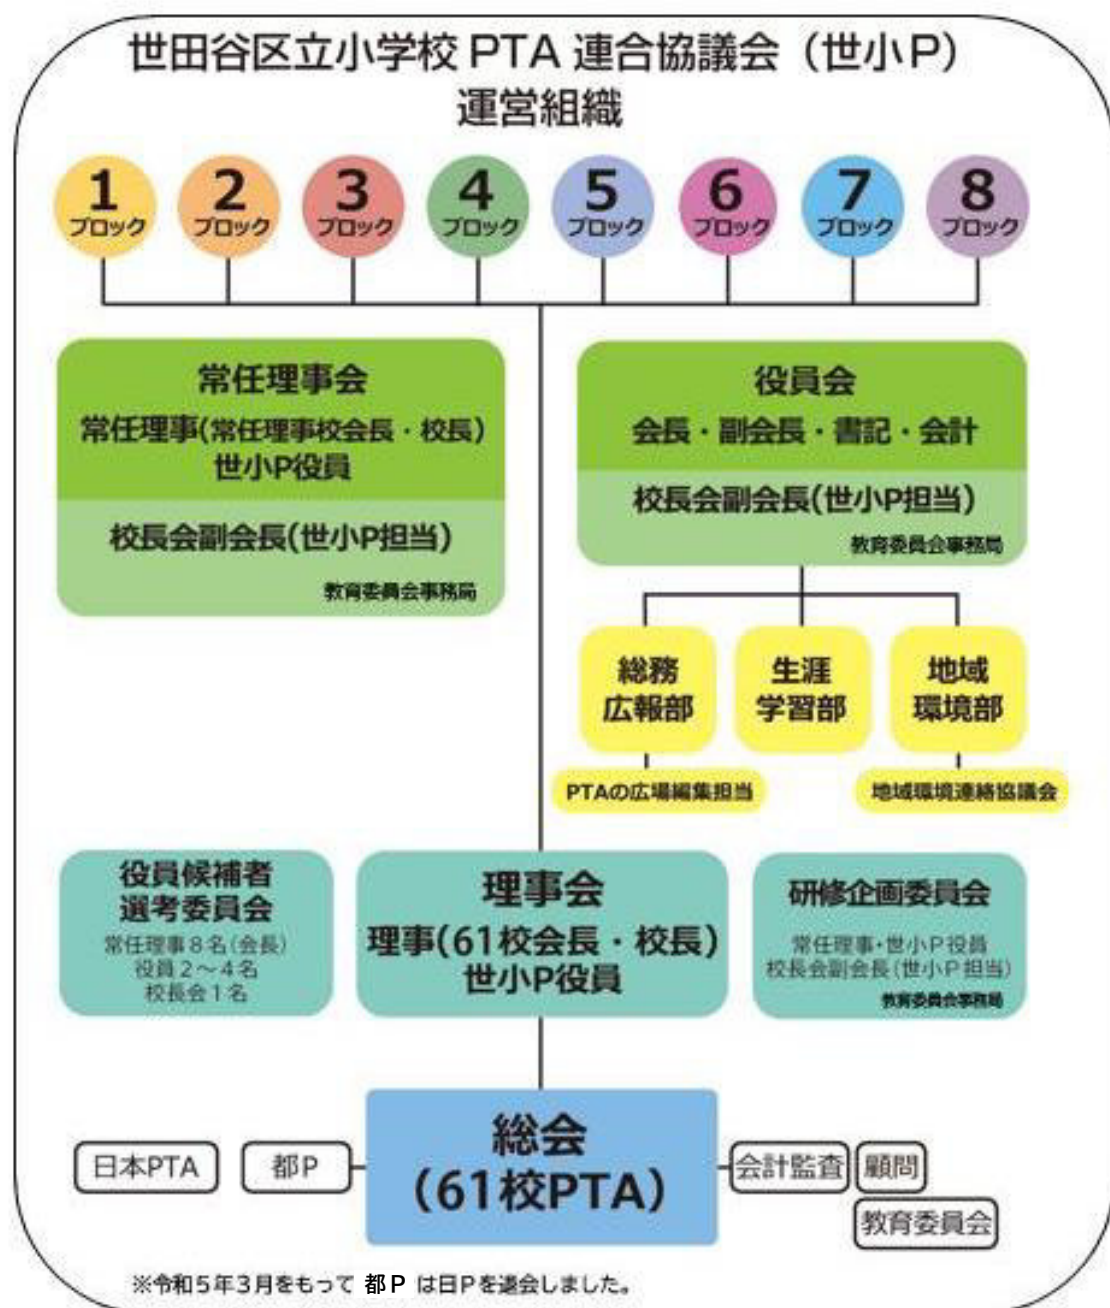 世田谷区立小学校 PTA 連合協議会（世小P）
運営組織
1 2 3 4 5 6 7 8
ブロック ブロック ブロック ブロック ブロック ブロック ブロック ブロック
常任理事会
常任理事(常任理事校会長・校長)
世小P役員
校長会副会長(世小P担当)
教育委員会事務局
役員会
会長・副会長・書記・会計
校長会副会長(世小P担当)
教育委員会事務局
総務
広報部
生涯
学習部
地域
環境部
PTAの広場編集担当
地域環境連絡協議会
役員候補者
選考委員会
常任理事８名(会長)
役員２～４名
校長会１名
理事会
理事(61校会長・校長)
世小P役員
研修企画委員会
常任理事・世小P役員
校長会副会長(世小P担当)
教育委員会事務局
総会
（61校PTA）
日本PTA
都P
会計監査
顧問
教育委員会
※令和５年３月をもって 都P は日Pを退会しました。